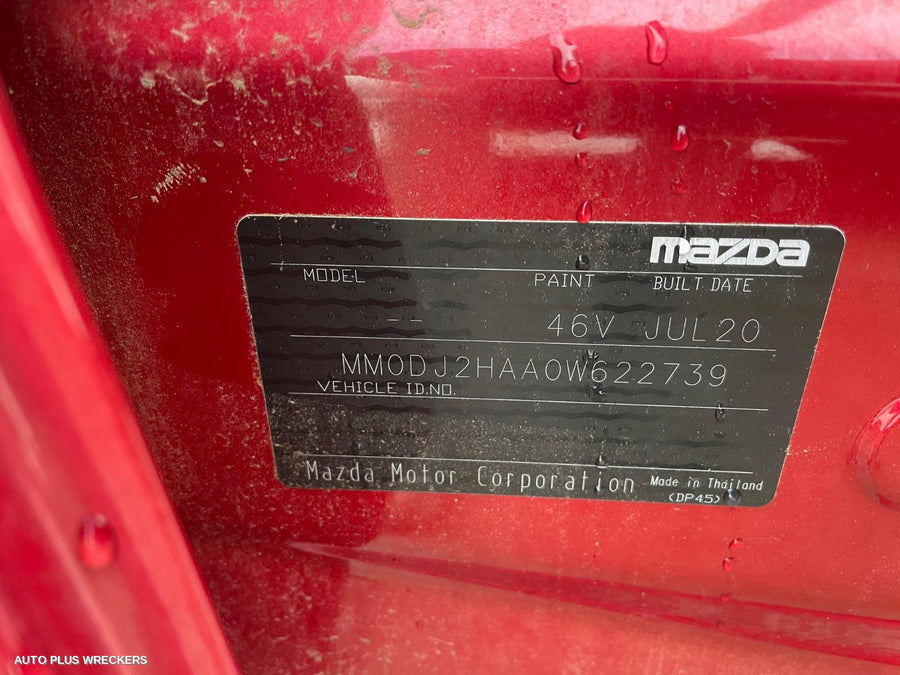 mazda
MODEL PAINT BUILT DATE
-- 46V JUL20
MM0DJ2HAA0W622739
VEHICLE ID.NO.
Mazda Motor Corporation Made in Thailand
(DP45)
AUTO PLUS WRECKERS